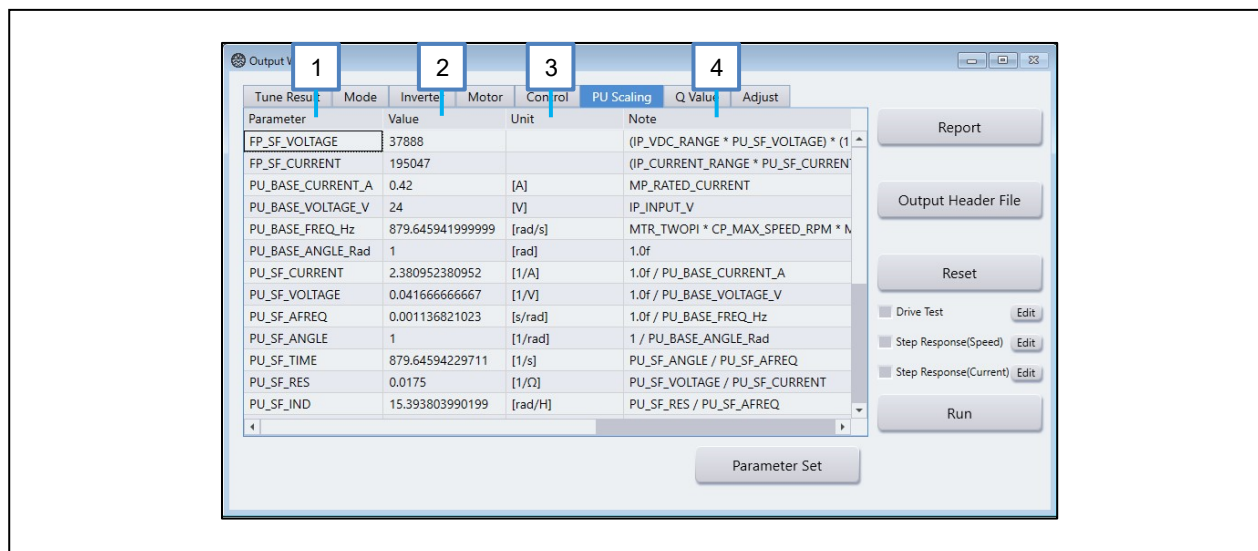 1 2 3 4
Output W
Tune Result Mode Inverter Motor Control PU Scaling Q Value Adjust
Parameter Value Unit Note
FP_SF_VOLTAGE 37888 (IP_VDC_RANGE * PU_SF_VOLTAGE) * (1
FP_SF_CURRENT 195047 (IP_CURRENT_RANGE * PU_SF_CURREN
PU_BASE_CURRENT_A 0.42 [A] MP_RATED_CURRENT
PU_BASE_VOLTAGE_V 24 [V] IP_INPUT_V
PU_BASE_FREQ_Hz 879.645941999999 [rad/s] MTR_TWOPI * CP_MAX_SPEED_RPM * M
PU_BASE_ANGLE_Rad 1 [rad] 1.0f
PU_SF_CURRENT 2.380952380952 [1/A] 1.0f / PU_BASE_CURRENT_A
PU_SF_VOLTAGE 0.041666666667 [1/V] 1.0f / PU_BASE_VOLTAGE_V
PU_SF_AFREQ 0.001136821023 [s/rad] 1.0f / PU_BASE_FREQ_Hz
PU_SF_ANGLE 1 [1/rad] 1 / PU_BASE_ANGLE_Rad
PU_SF_TIME 879.64594229711 [1/s] PU_SF_ANGLE / PU_SF_AFREQ
PU_SF_RES 0.0175 [1/Ω] PU_SF_VOLTAGE / PU_SF_CURRENT
PU_SF_IND 15.393803990199 [rad/H] PU_SF_RES / PU_SF_AFREQ
Report
Output Header File
Reset
Drive Test Edit
Step Response(Speed) Edit
Step Response(Current) Edit
Run
Parameter Set